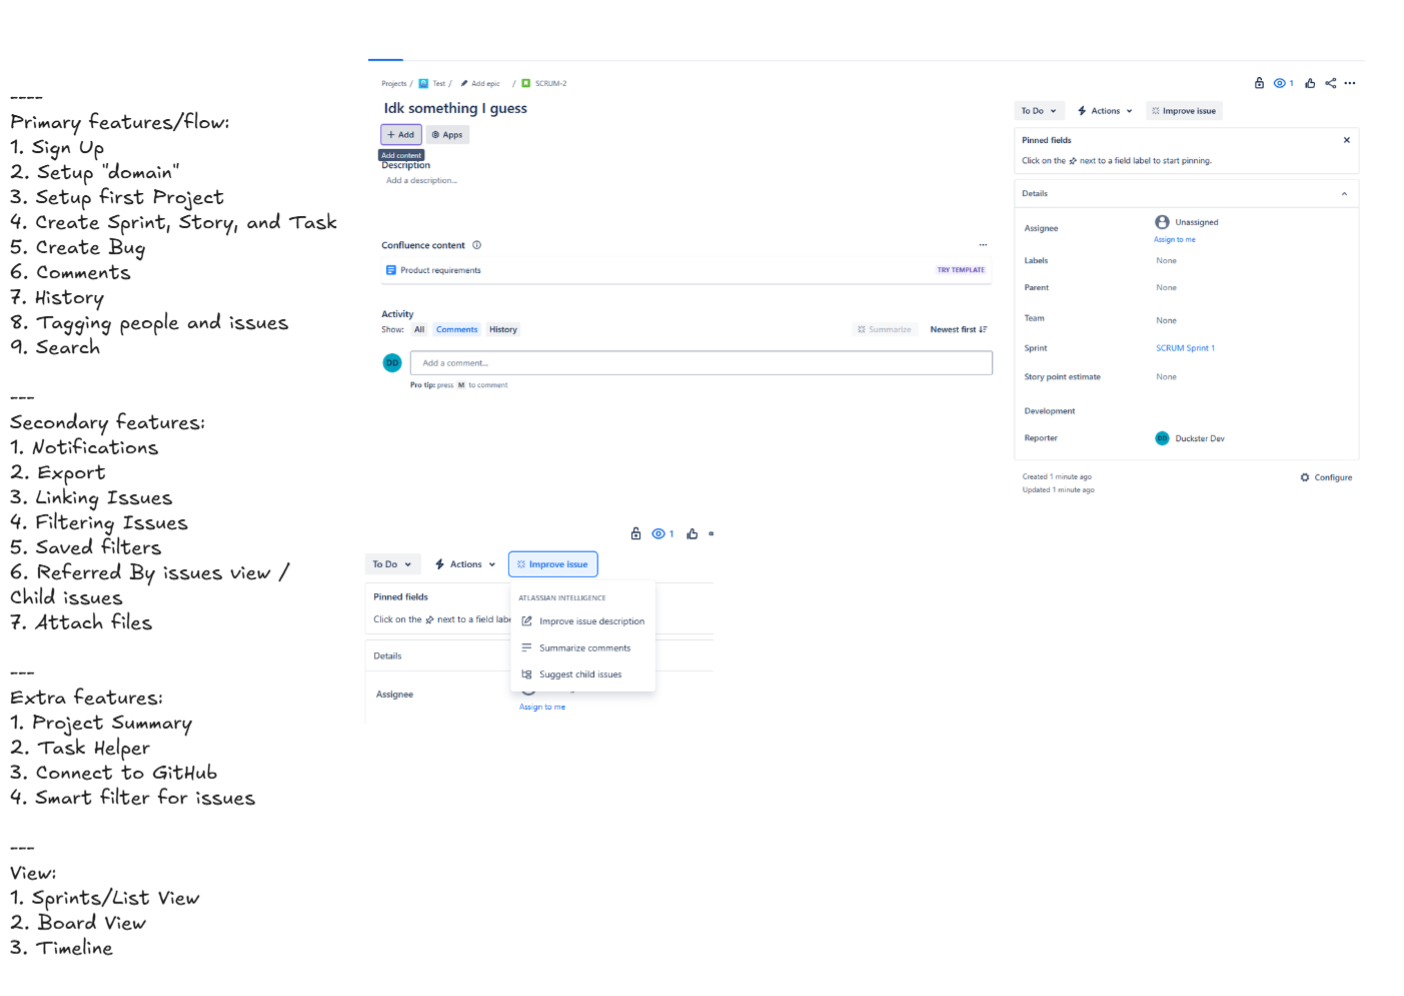 ----
Primary features/flow:
1. Sign Up
2. Setup "domain"
3. Setup first Project
4. Create Sprint, Story, and Task
5. Create Bug
6. Comments
7. History
8. Tagging people and issues
9. Search
---
Secondary features:
1. Notifications
2. Export
3. Linking Issues
4. Filtering Issues
5. Saved filters
6. Referred By issues view /
Child issues
7. Attach files
---
Extra features:
1. Project Summary
2. Task Helper
3. Connect to GitHub
4. Smart filter for issues
---
View:
1. Sprints/List View
2. Board View
3. Timeline
Projects / Test / Add epic / SCRUM-2
Idk something I guess
+ Add Apps
Add content
Description
Add a description...
Confluence content
Product requirements TRY TEMPLATE
Activity
Show: All Comments History Summarize Newest first
DD Add a comment...
Pro tip: press M to comment
1
To Do Actions Improve issue
Pinned fields
Click on the next to a field label to start pinning.
Details
Assignee Unassigned
Assign to me
Labels None
Parent None
Team None
Sprint SCRUM Sprint 1
Story point estimate None
Development
Reporter DD Duckster Dev
Created 1 minute ago Configure
Updated 1 minute ago
1
To Do Actions Improve issue
Pinned fields
Click on the next to a field labe
Details
Assignee
ATLASSIAN INTELLIGENCE
Improve issue description
Summarize comments
Suggest child issues
Assign to me